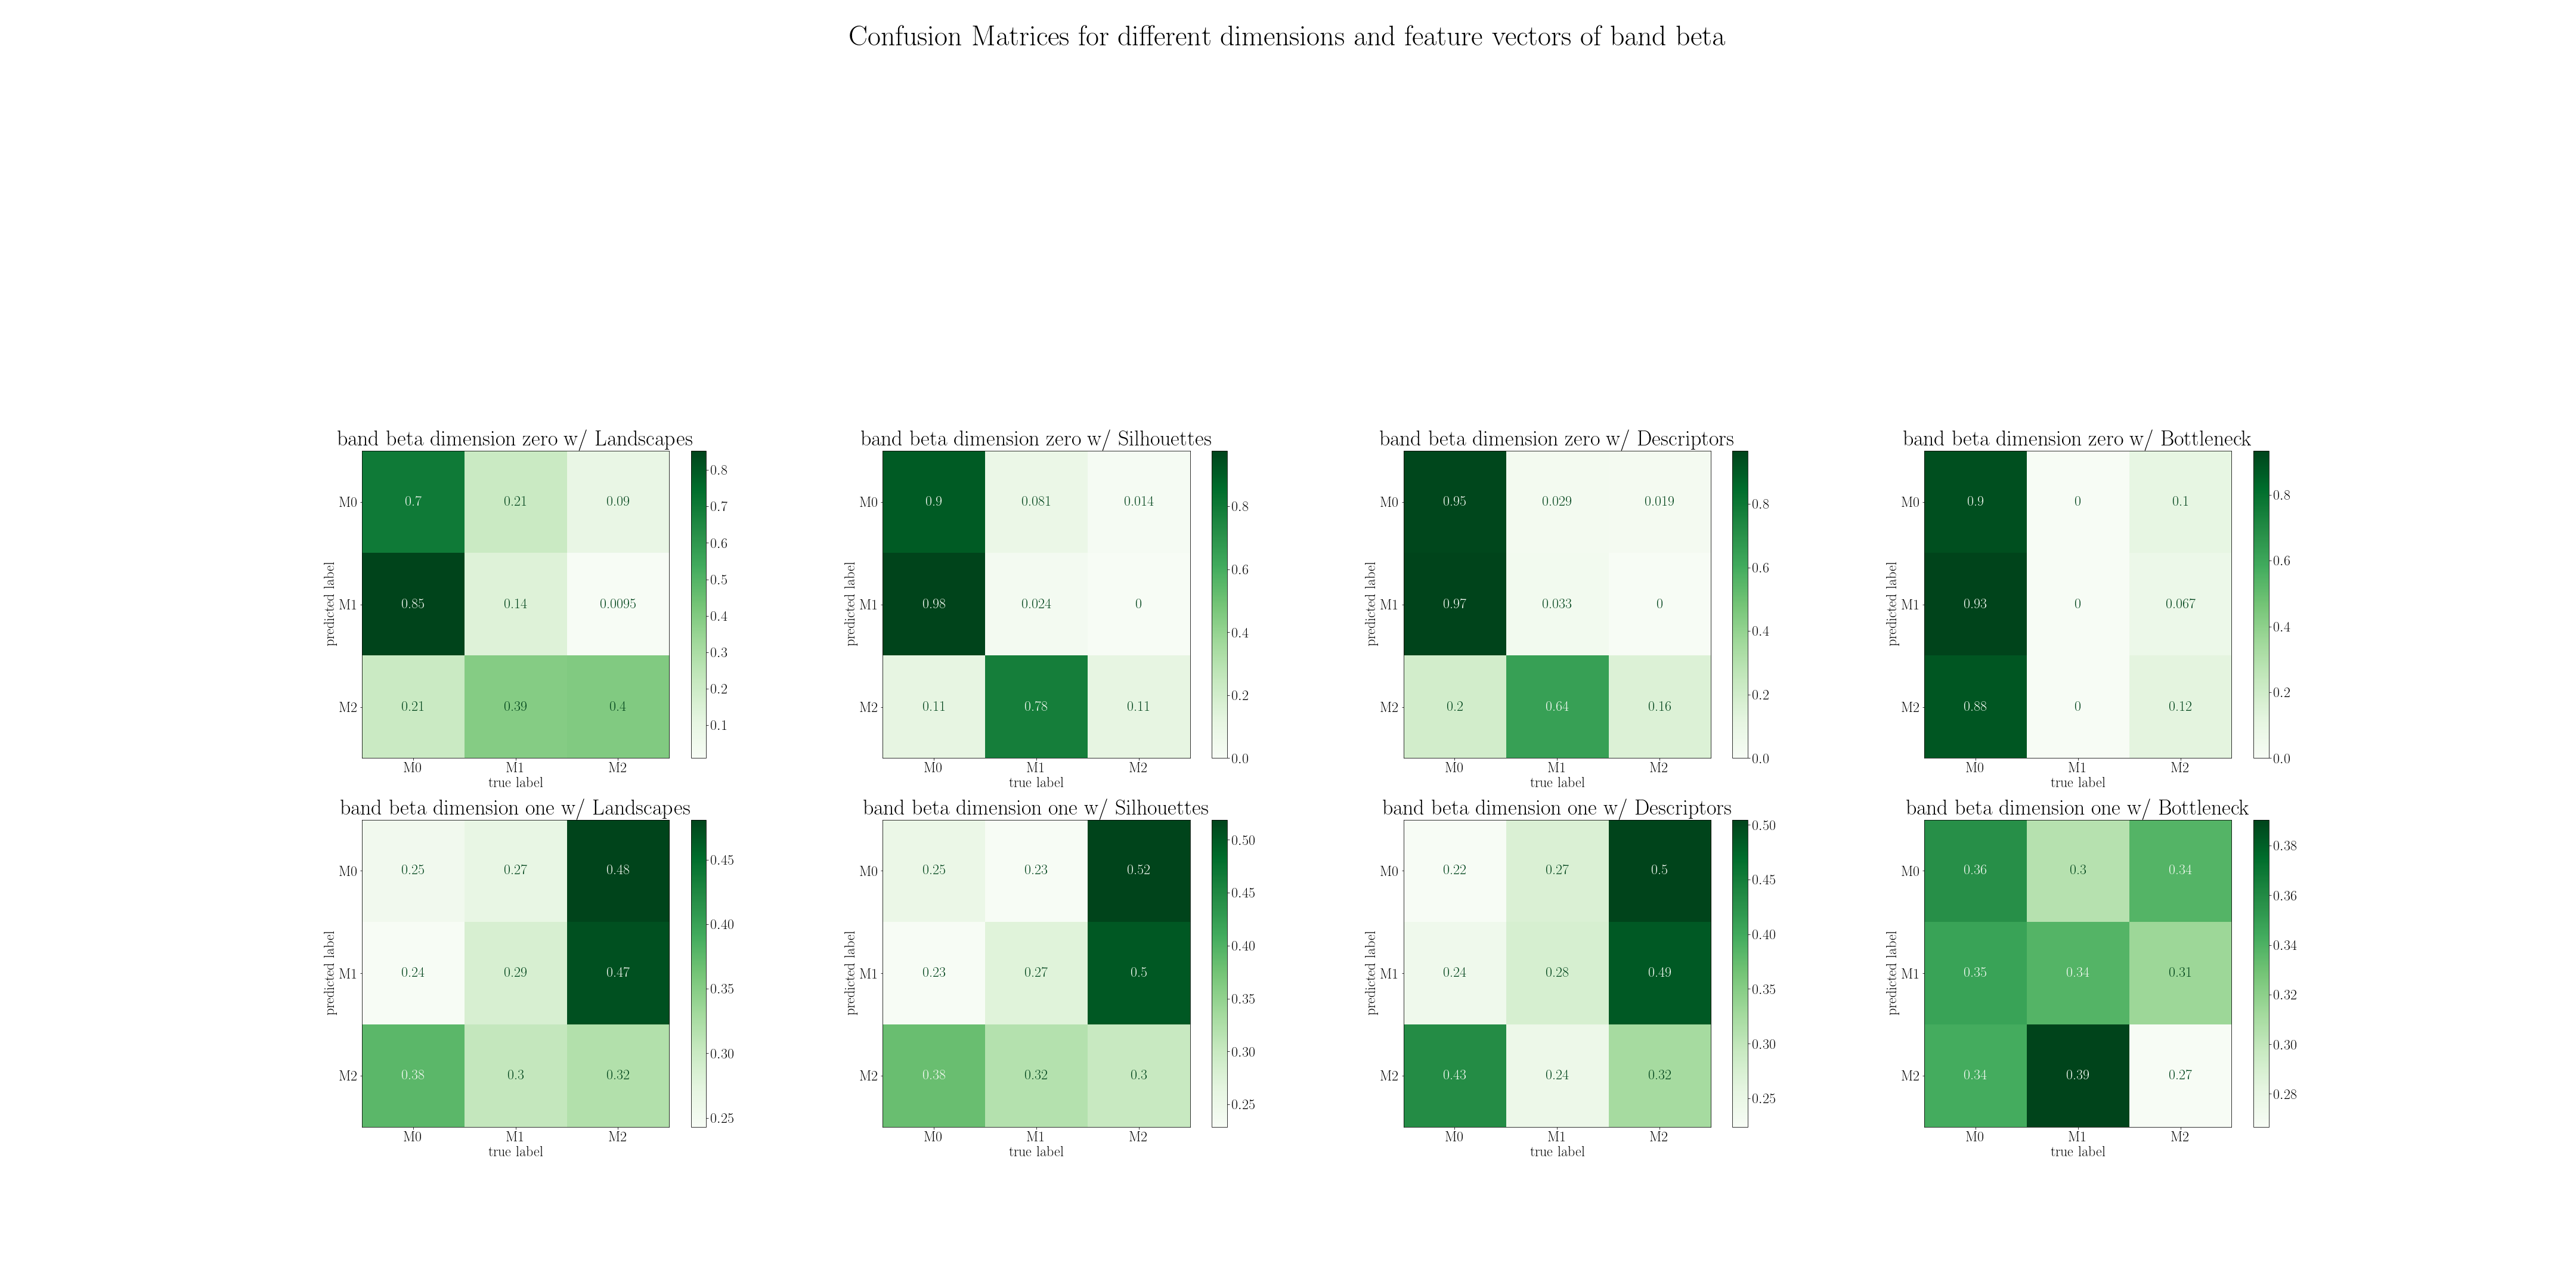 Confusion Matrices for different dimensions and feature vectors of band beta
band beta dimension zero w/ Landscapes
0.7 0.21 0.09
0.85 0.14 0.0095
0.21 0.39 0.4
M0
M1
M2
predicted label
M0 M1 M2
true label
0.8
0.7
0.6
0.5
0.4
0.3
0.2
0.1
band beta dimension zero w/ Silhouettes
0.9 0.081 0.014
0.98 0.024 0
0.11 0.78 0.11
M0
M1
M2
predicted label
M0 M1 M2
true label
0.8
0.6
0.4
0.2
0.0
band beta dimension zero w/ Descriptors
0.95 0.029 0.019
0.97 0.033 0
0.2 0.64 0.16
M0
M1
M2
predicted label
M0 M1 M2
true label
0.8
0.6
0.4
0.2
0.0
band beta dimension zero w/ Bottleneck
0.9 0 0.1
0.93 0 0.067
0.88 0 0.12
M0
M1
M2
predicted label
M0 M1 M2
true label
0.8
0.6
0.4
0.2
0.0
band beta dimension one w/ Landscapes
0.25 0.27 0.48
0.24 0.29 0.47
0.38 0.3 0.32
M0
M1
M2
predicted label
M0 M1 M2
true label
0.45
0.40
0.35
0.30
0.25
band beta dimension one w/ Silhouettes
0.25 0.23 0.52
0.23 0.27 0.5
0.38 0.32 0.3
M0
M1
M2
predicted label
M0 M1 M2
true label
0.50
0.45
0.40
0.35
0.30
0.25
band beta dimension one w/ Descriptors
0.22 0.27 0.5
0.24 0.28 0.49
0.43 0.24 0.32
M0
M1
M2
predicted label
M0 M1 M2
true label
0.50
0.45
0.40
0.35
0.30
0.25
band beta dimension one w/ Bottleneck
0.36 0.3 0.34
0.35 0.34 0.31
0.34 0.39 0.27
M0
M1
M2
predicted label
M0 M1 M2
true label
0.38
0.36
0.34
0.32
0.30
0.28